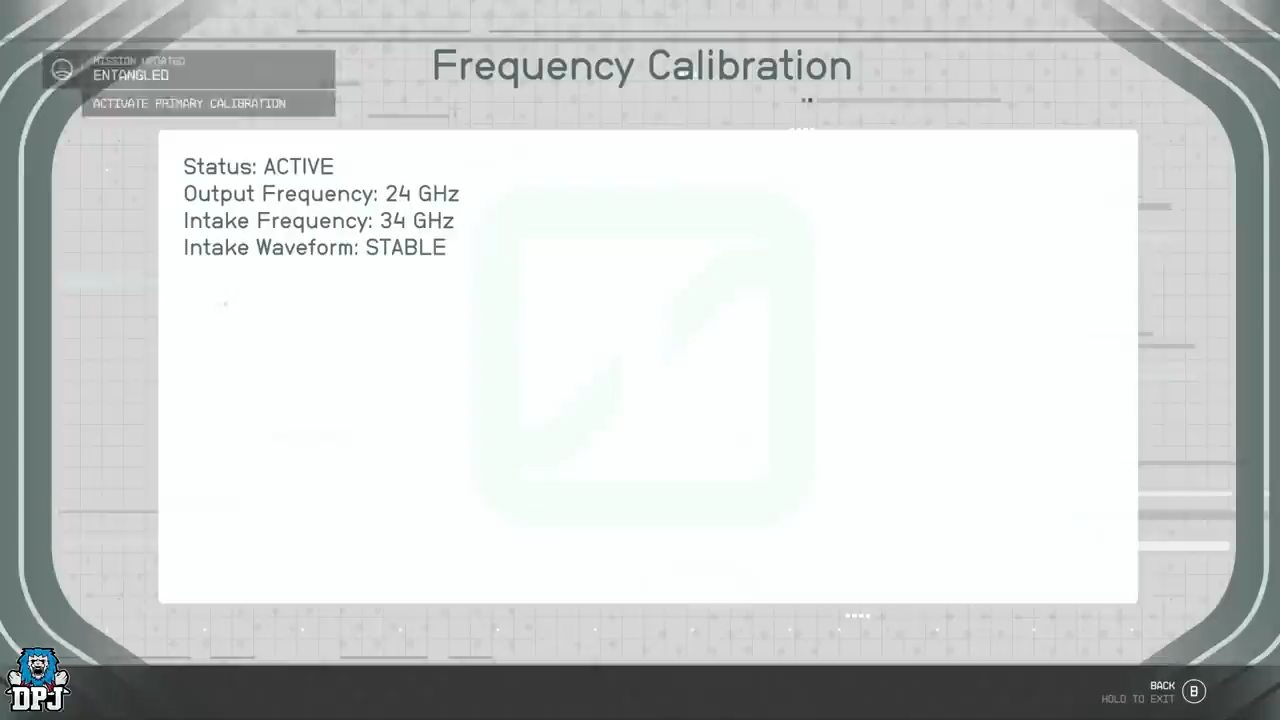 MISSION UPDATED
ENTANGLED
ACTIVATE PRIMARY CALIBRATION
Frequency Calibration
Status: ACTIVE
Output Frequency: 24 GHz
Intake Frequency: 34 GHz
Intake Waveform: STABLE
DPJ
BACK
HOLD TO EXIT
B